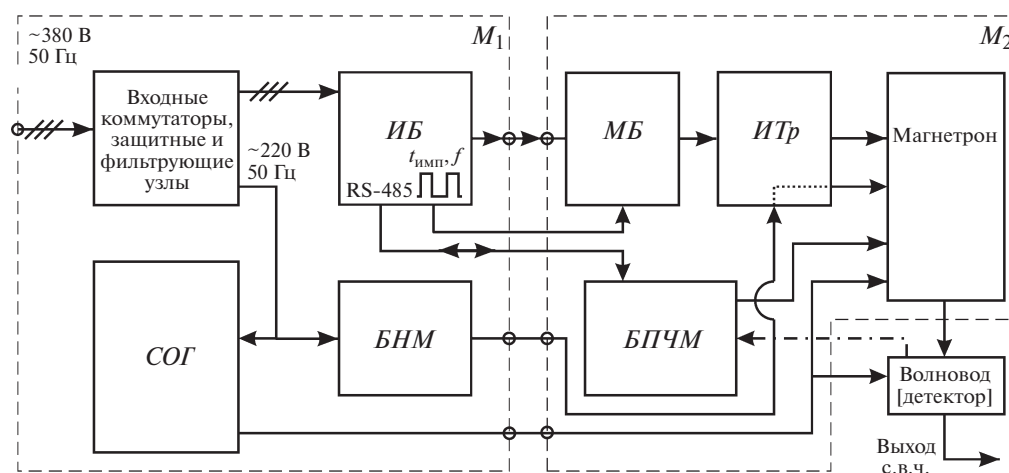 ~380 В
50 Гц
M1
M2
Входные
коммутаторы,
защитные и
фильтрующие
узлы
~220 В
50 Гц
ИБ
tимп, f
RS-485
МБ
ИТр
Магнетрон
СОГ
БНМ
БПЧМ
Волновод
[детектор]
Выход
с.в.ч.